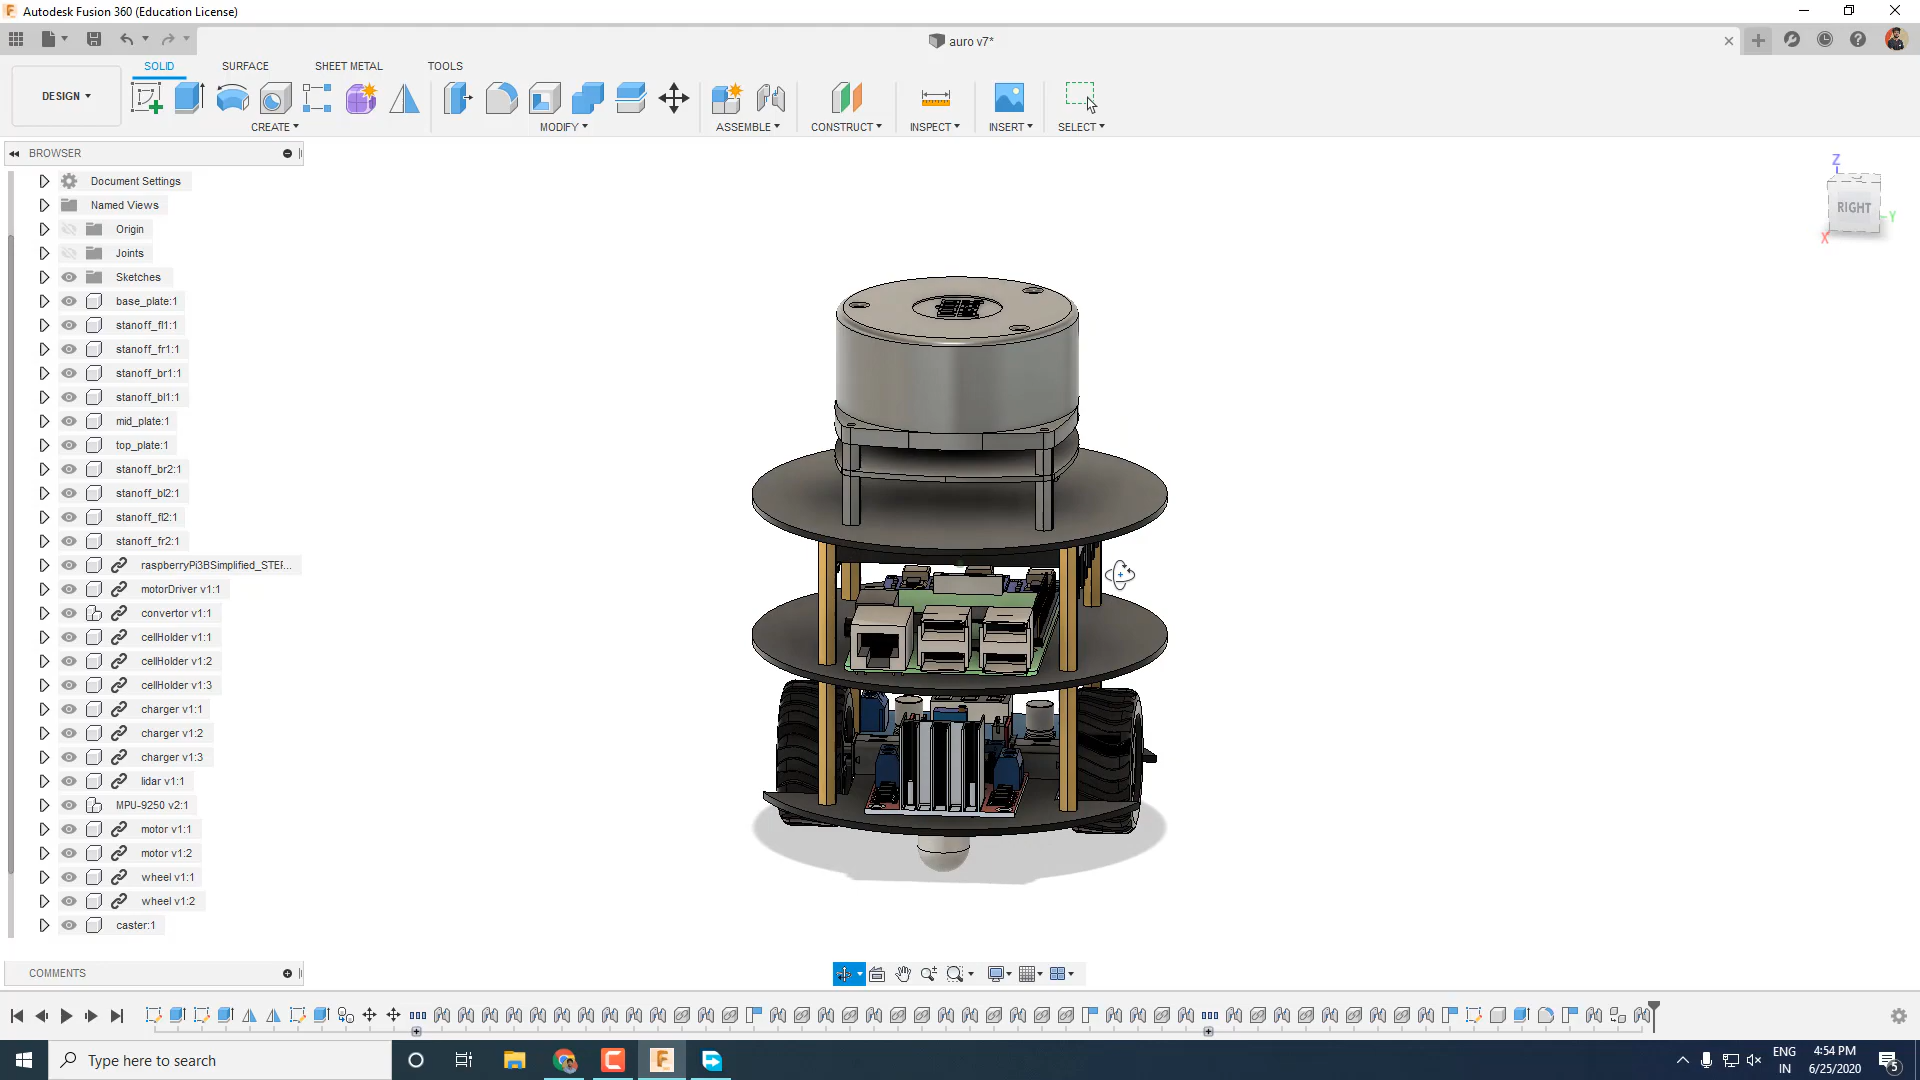 Autodesk Fusion 360 (Education License)
auro v7*
SOLID SURFACE SHEET METAL TOOLS
DESIGN
CREATE MODIFY ASSEMBLE CONSTRUCT INSPECT INSERT SELECT
BROWSER
Document Settings
Named Views
Origin
Joints
Sketches
base_plate:1
stanoff_fl1:1
stanoff_fr1:1
stanoff_br1:1
stanoff_bl1:1
mid_plate:1
top_plate:1
stanoff_br2:1
stanoff_bl2:1
stanoff_fl2:1
stanoff_fr2:1
raspberryPi3BSimplified_STEP...
motorDriver v1:1
convertor v1:1
cellHolder v1:1
cellHolder v1:2
cellHolder v1:3
charger v1:1
charger v1:2
charger v1:3
lidar v1:1
MPU-9250 v2:1
motor v1:1
motor v1:2
wheel v1:1
wheel v1:2
caster:1
Z
RIGHT
Y
X
COMMENTS
Type here to search
ENG
IN
4:54 PM
6/25/2020
5